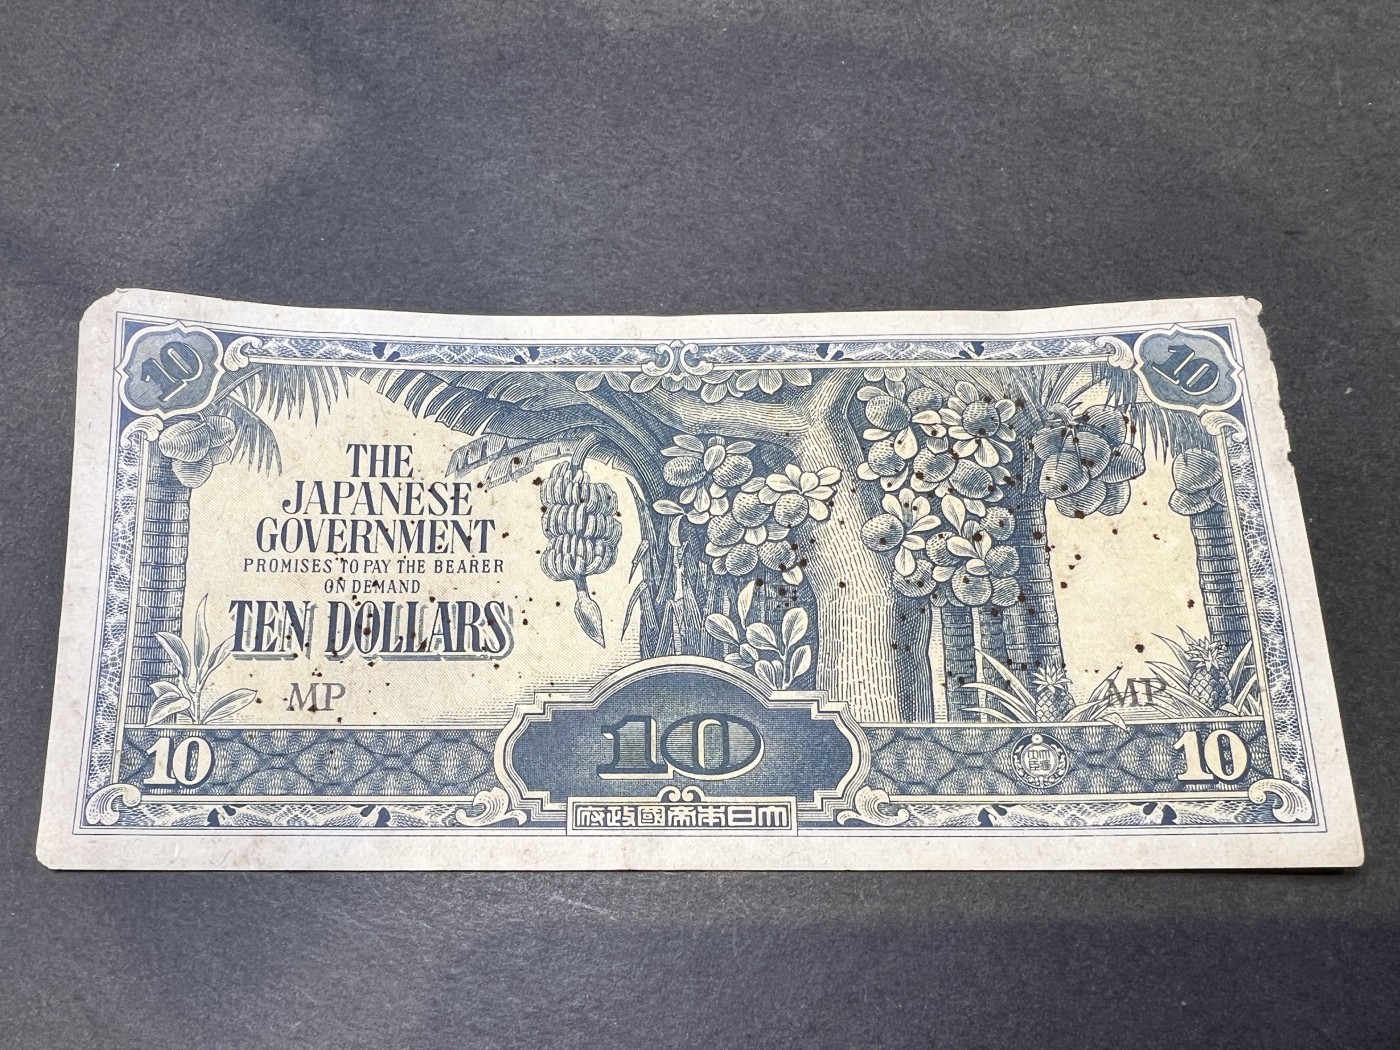 10
10
THE
JAPANESE
GOVERNMENT
PROMISES TO PAY THE BEARER
ON DEMAND
TEN DOLLARS
MP
MP
10
10
10
府政國帝本日大